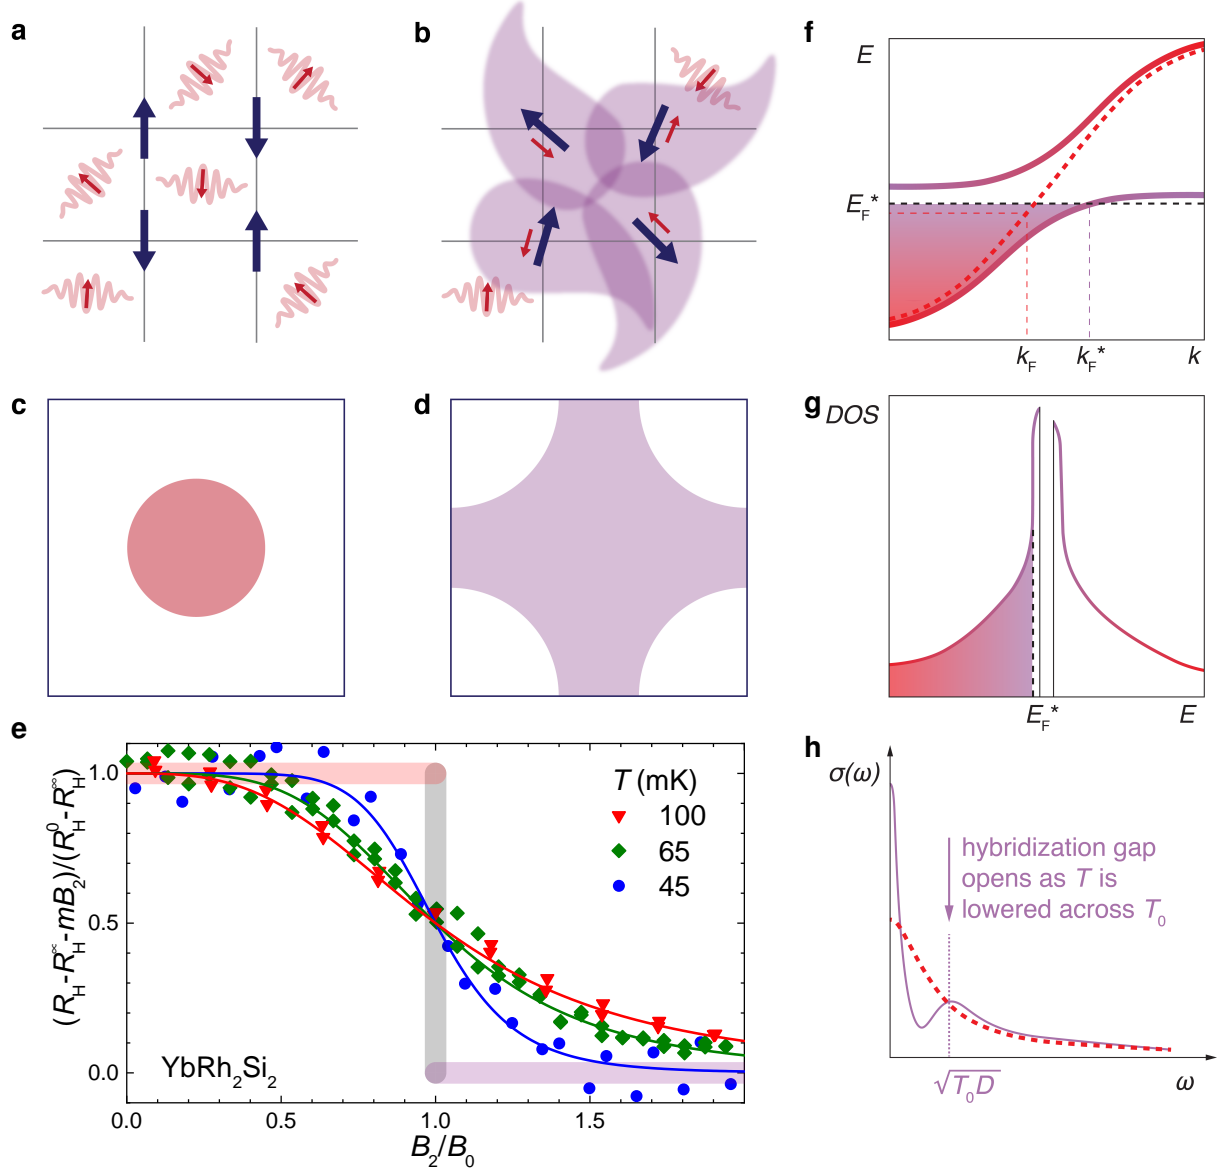 a
b
c
d
e
(R_H-R_H^∞-mB_2)/(R_H^0-R_H^∞)
1.0
0.5
0.0
T (mK)
100
65
45
YbRh_2Si_2
0.0
0.5
1.0
1.5
B_2/B_0
f
E
E_F*
k_F
k_F*
k
g
DOS
E_F*
E
h
σ(ω)
hybridization gap
opens as T is
lowered across T_0
√T_0D
ω